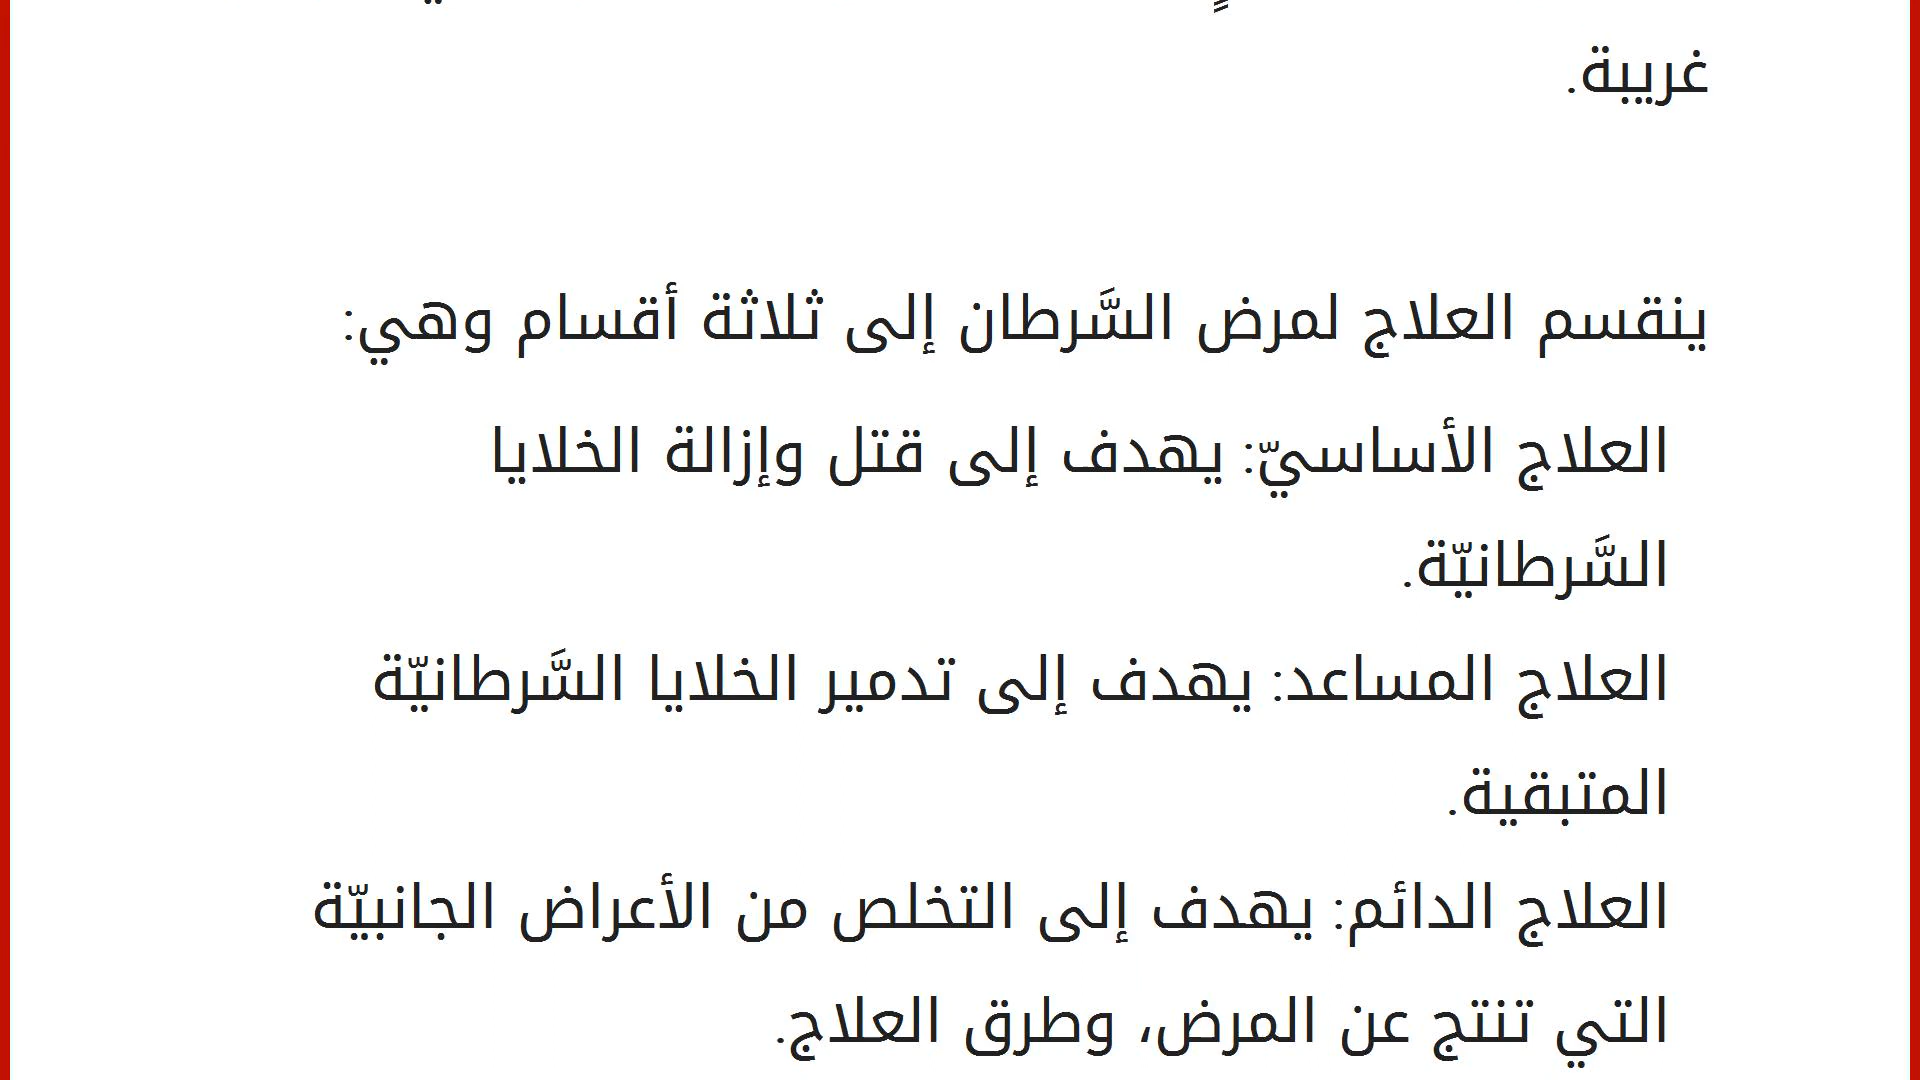 غريبة.
ينقسم العلاج لمرض السَّرطان إلى ثلاثة أقسام وهي:
العلاج الأساسيّ: يهدف إلى قتل وإزالة الخلايا
السَّرطانيّة.
العلاج المساعد: يهدف إلى تدمير الخلايا السَّرطانيّة
المتبقية.
العلاج الدائم: يهدف إلى التخلص من الأعراض الجانبيّة
التي تنتج عن المرض، وطرق العلاج.